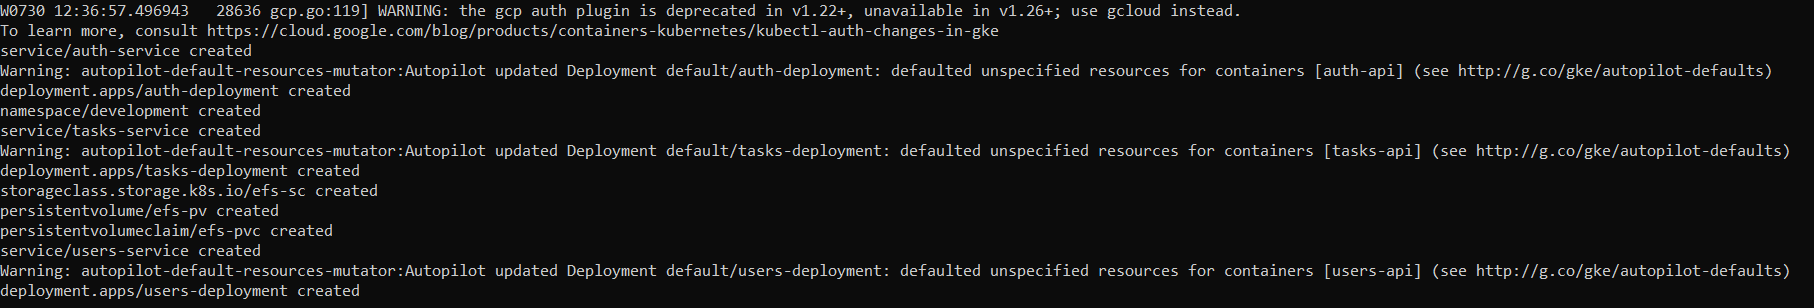 W0730 12:36:57.496943   28636 gcp.go:119] WARNING: the gcp auth plugin is deprecated in v1.22+, unavailable in v1.26+; use gcloud instead.
To learn more, consult https://cloud.google.com/blog/products/containers-kubernetes/kubectl-auth-changes-in-gke
service/auth-service created
Warning: autopilot-default-resources-mutator:Autopilot updated Deployment default/auth-deployment: defaulted unspecified resources for containers [auth-api] (see http://g.co/gke/autopilot-defaults)
deployment.apps/auth-deployment created
namespace/development created
service/tasks-service created
Warning: autopilot-default-resources-mutator:Autopilot updated Deployment default/tasks-deployment: defaulted unspecified resources for containers [tasks-api] (see http://g.co/gke/autopilot-defaults)
deployment.apps/tasks-deployment created
storageclass.storage.k8s.io/efs-sc created
persistentvolume/efs-pv created
persistentvolumeclaim/efs-pvc created
service/users-service created
Warning: autopilot-default-resources-mutator:Autopilot updated Deployment default/users-deployment: defaulted unspecified resources for containers [users-api] (see http://g.co/gke/autopilot-defaults)
deployment.apps/users-deployment created